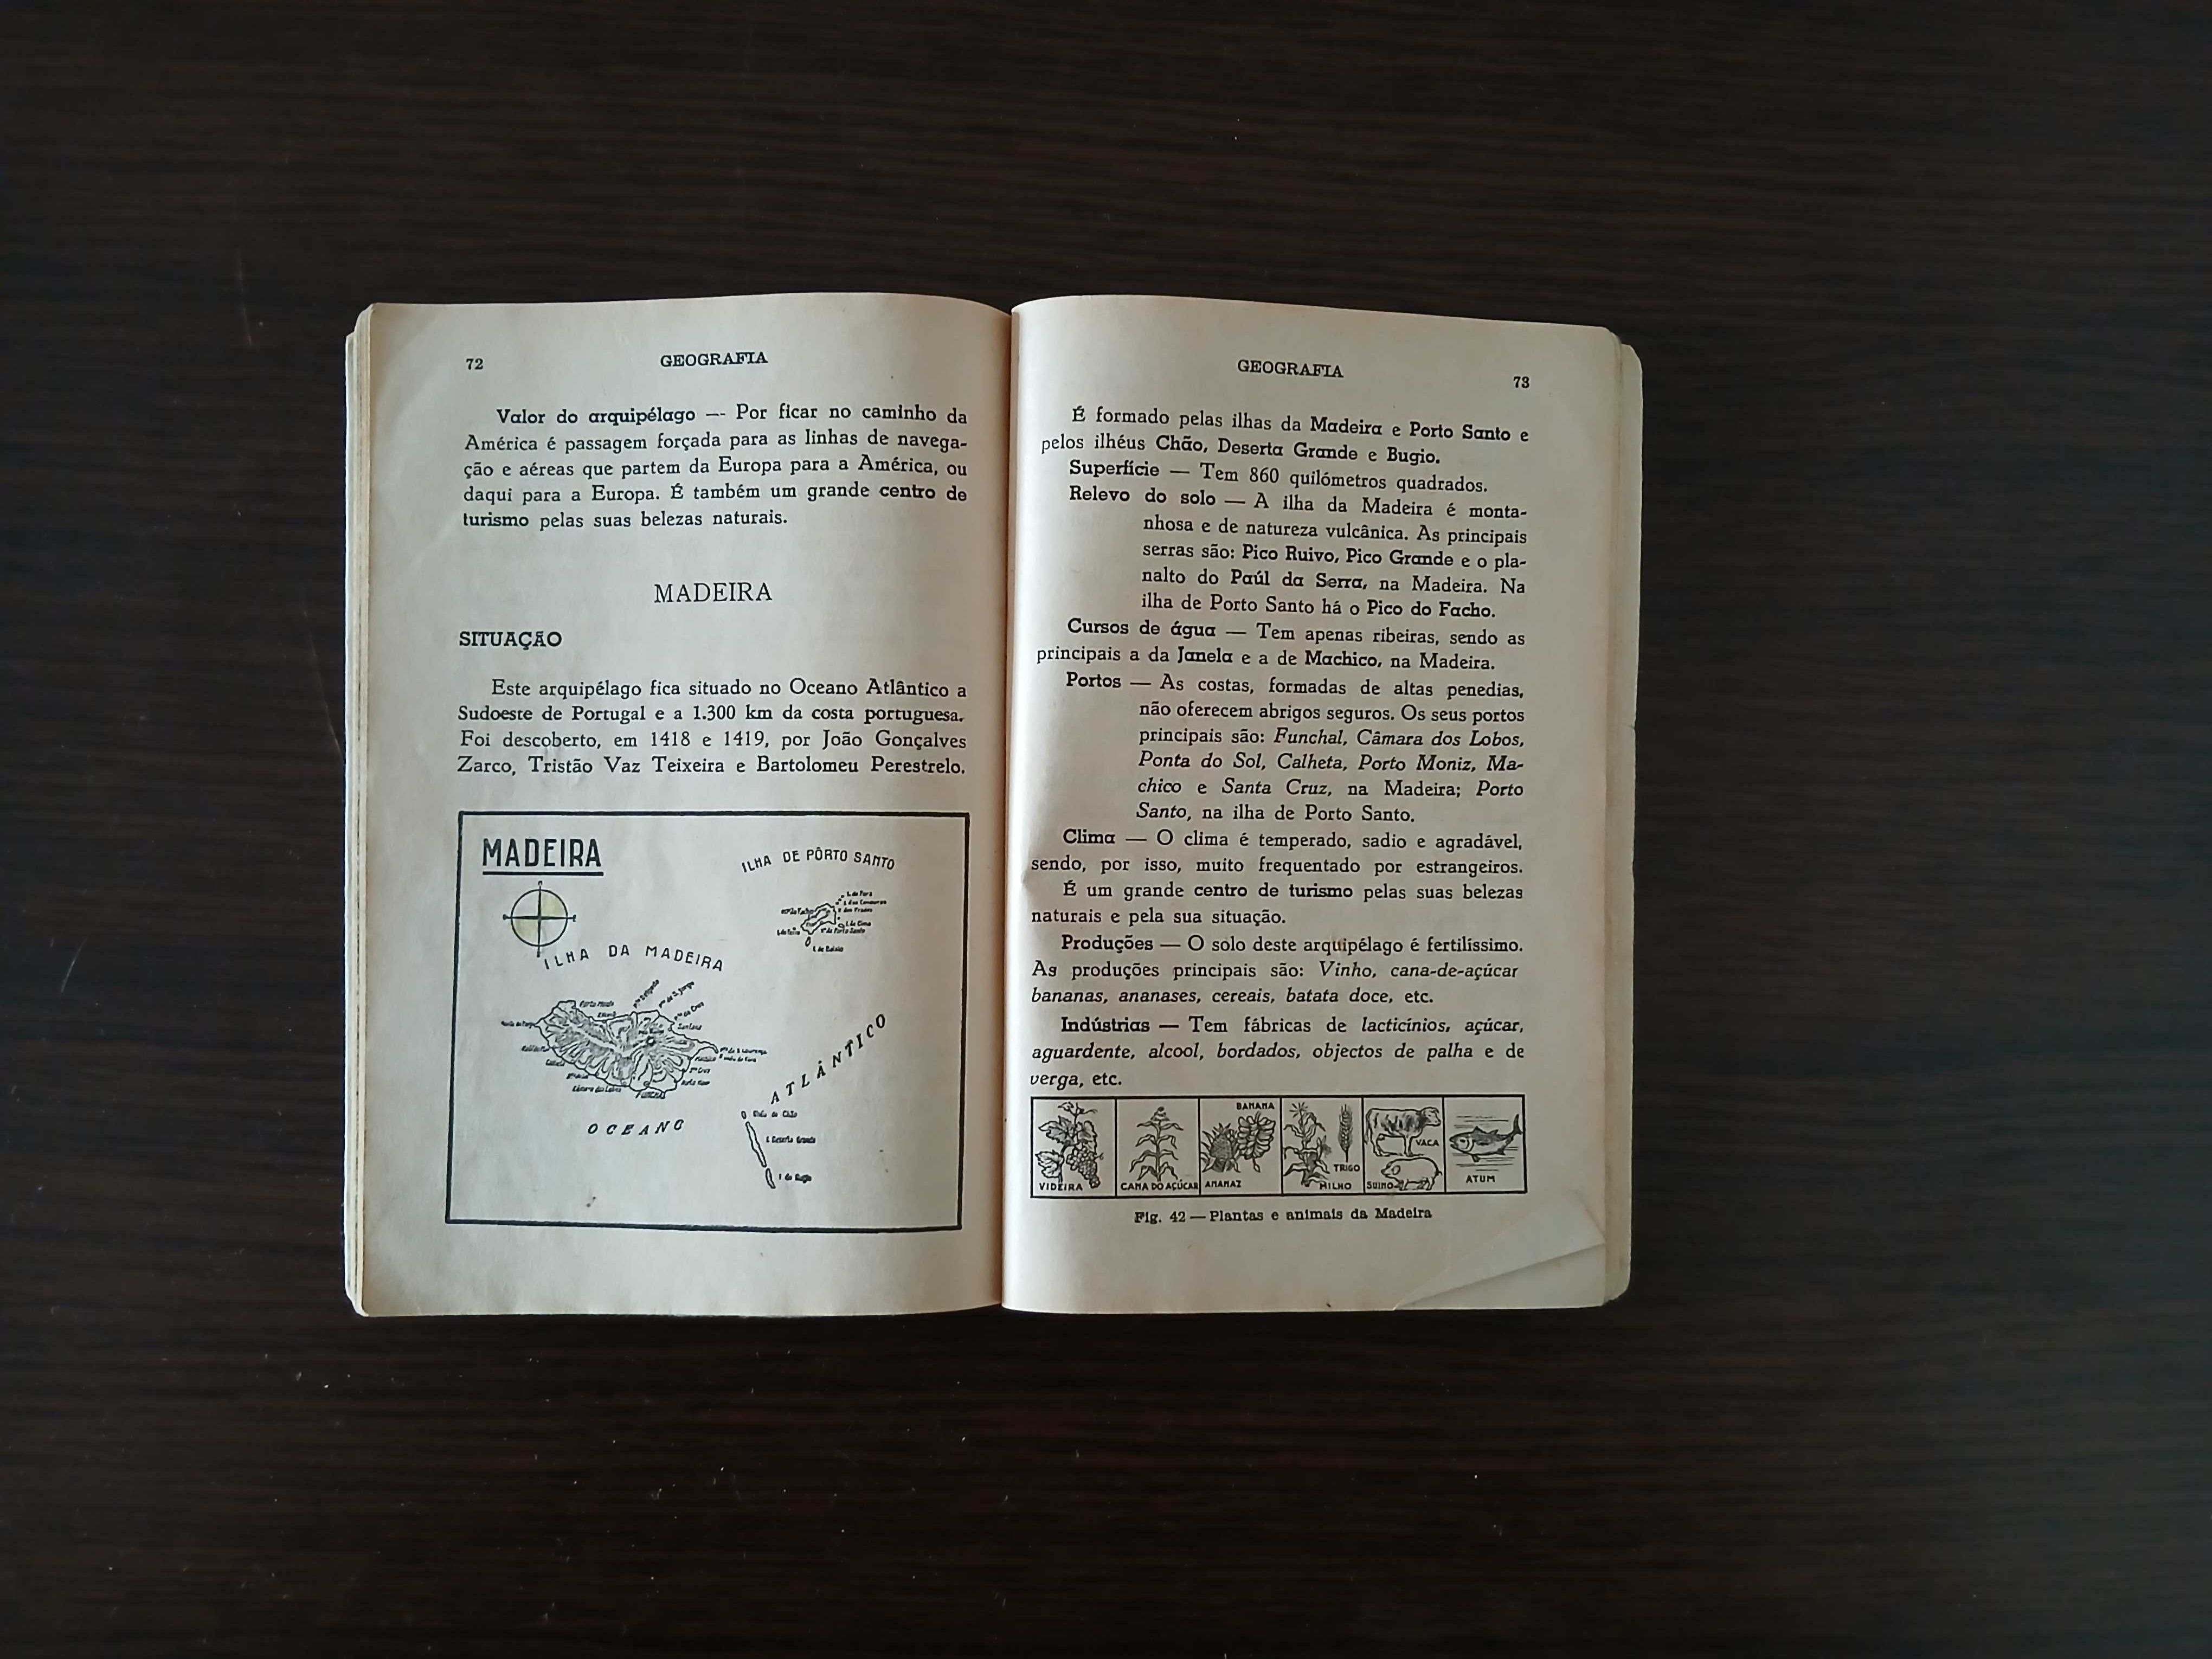 72
GEOGRAFIA
Valor do arquipélago — Por ficar no caminho da
América é passagem forçada para as linhas de navega-
ção e aéreas que partem da Europa para a América, ou
daqui para a Europa. É também um grande centro de
turismo pelas suas belezas naturais.
MADEIRA
SITUAÇÃO
Este arquipélago fica situado no Oceano Atlântico a
Sudoeste de Portugal e a 1.300 km da costa portuguesa.
Foi descoberto, em 1418 e 1419, por João Gonçalves
Zarco, Tristão Vaz Teixeira e Bartolomeu Perestrelo.
MADEIRA
ILHA DE PÔRTO SANTO
I. de Fora
I. de Cima
I. de Baixo
ILHA DA MADEIRA
Porto Moniz
Santana
FUNCHAL
ATLÂNTICO
OCEANO
I. Deserta Grande
I. do Bugio
GEOGRAFIA
73
É formado pelas ilhas da Madeira e Porto Santo e
pelos ilhéus Chão, Deserta Grande e Bugio.
Superfície — Tem 860 quilómetros quadrados.
Relevo do solo — A ilha da Madeira é monta-
nhosa e de natureza vulcânica. As principais
serras são: Pico Ruivo, Pico Grande e o pla-
nalto do Paúl da Serra, na Madeira. Na
ilha de Porto Santo há o Pico do Facho.
Cursos de água — Tem apenas ribeiras, sendo as
principais a da Janela e a de Machico, na Madeira.
Portos — As costas, formadas de altas penedias,
não oferecem abrigos seguros. Os seus portos
principais são: Funchal, Câmara dos Lobos,
Ponta do Sol, Calheta, Porto Moniz, Ma-
chico e Santa Cruz, na Madeira; Porto
Santo, na ilha de Porto Santo.
Clima — O clima é temperado, sadio e agradável,
sendo, por isso, muito frequentado por estrangeiros.
É um grande centro de turismo pelas suas belezas
naturais e pela sua situação.
Produções — O solo deste arquipélago é fertilíssimo.
As produções principais são: Vinho, cana-de-açúcar
bananas, ananases, cereais, batata doce, etc.
Indústrias — Tem fábricas de lacticínios, açúcar,
aguardente, alcool, bordados, objectos de palha e de
verga, etc.
VIDEIRA
CANA DO AÇÚCAR
BANANA
ANANAZ
TRIGO
MILHO
VACA
SUINO
ATUM
Fig. 42 — Plantas e animais da Madeira